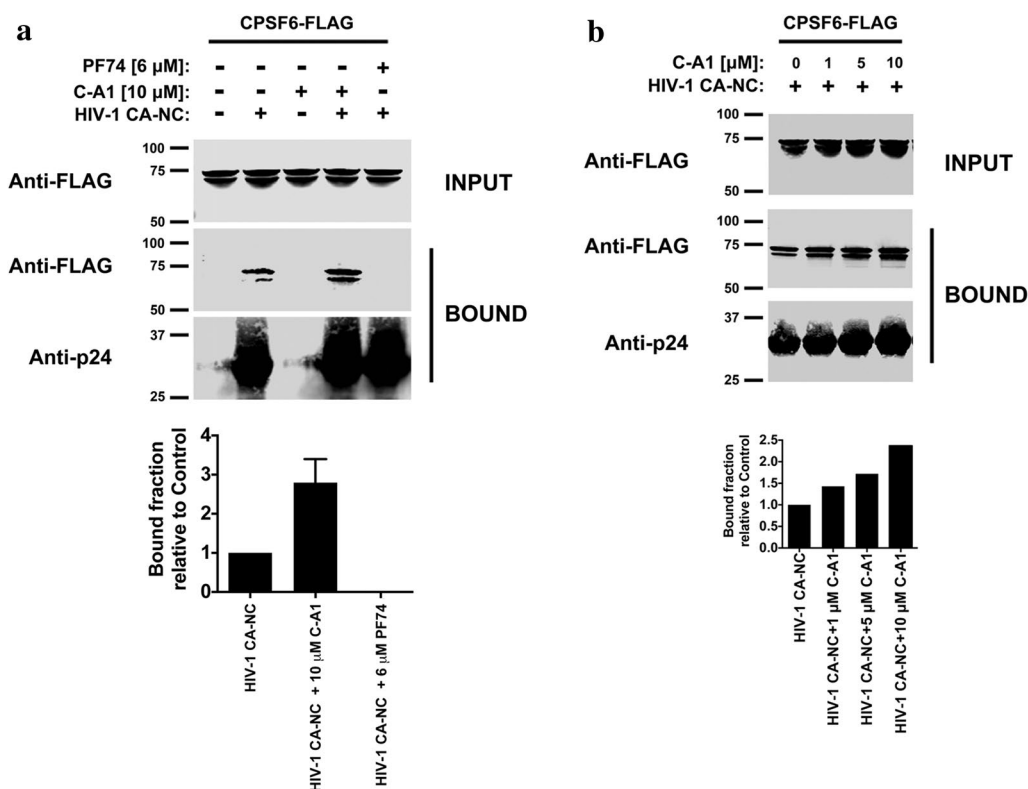 a
CPSF6-FLAG
PF74 [6 µM]: - - - - +
C-A1 [10 µM]: - - + + -
HIV-1 CA-NC: - + - + +
100
75
50
Anti-FLAG
INPUT
100
75
50
Anti-FLAG
BOUND
37
25
Anti-p24
Bound fraction
relative to Control
4
3
2
1
0
HIV-1 CA-NC
HIV-1 CA-NC + 10 µM C-A1
HIV-1 CA-NC + 6 µM PF74
b
CPSF6-FLAG
C-A1 [µM]: 0 1 5 10
HIV-1 CA-NC: + + + +
100
75
50
Anti-FLAG
INPUT
100
75
50
Anti-FLAG
BOUND
37
25
Anti-p24
Bound fraction
relative to Control
2.5
2.0
1.5
1.0
0.5
0.0
HIV-1 CA-NC
HIV-1 CA-NC+1 µM C-A1
HIV-1 CA-NC+5 µM C-A1
HIV-1 CA-NC+10 µM C-A1